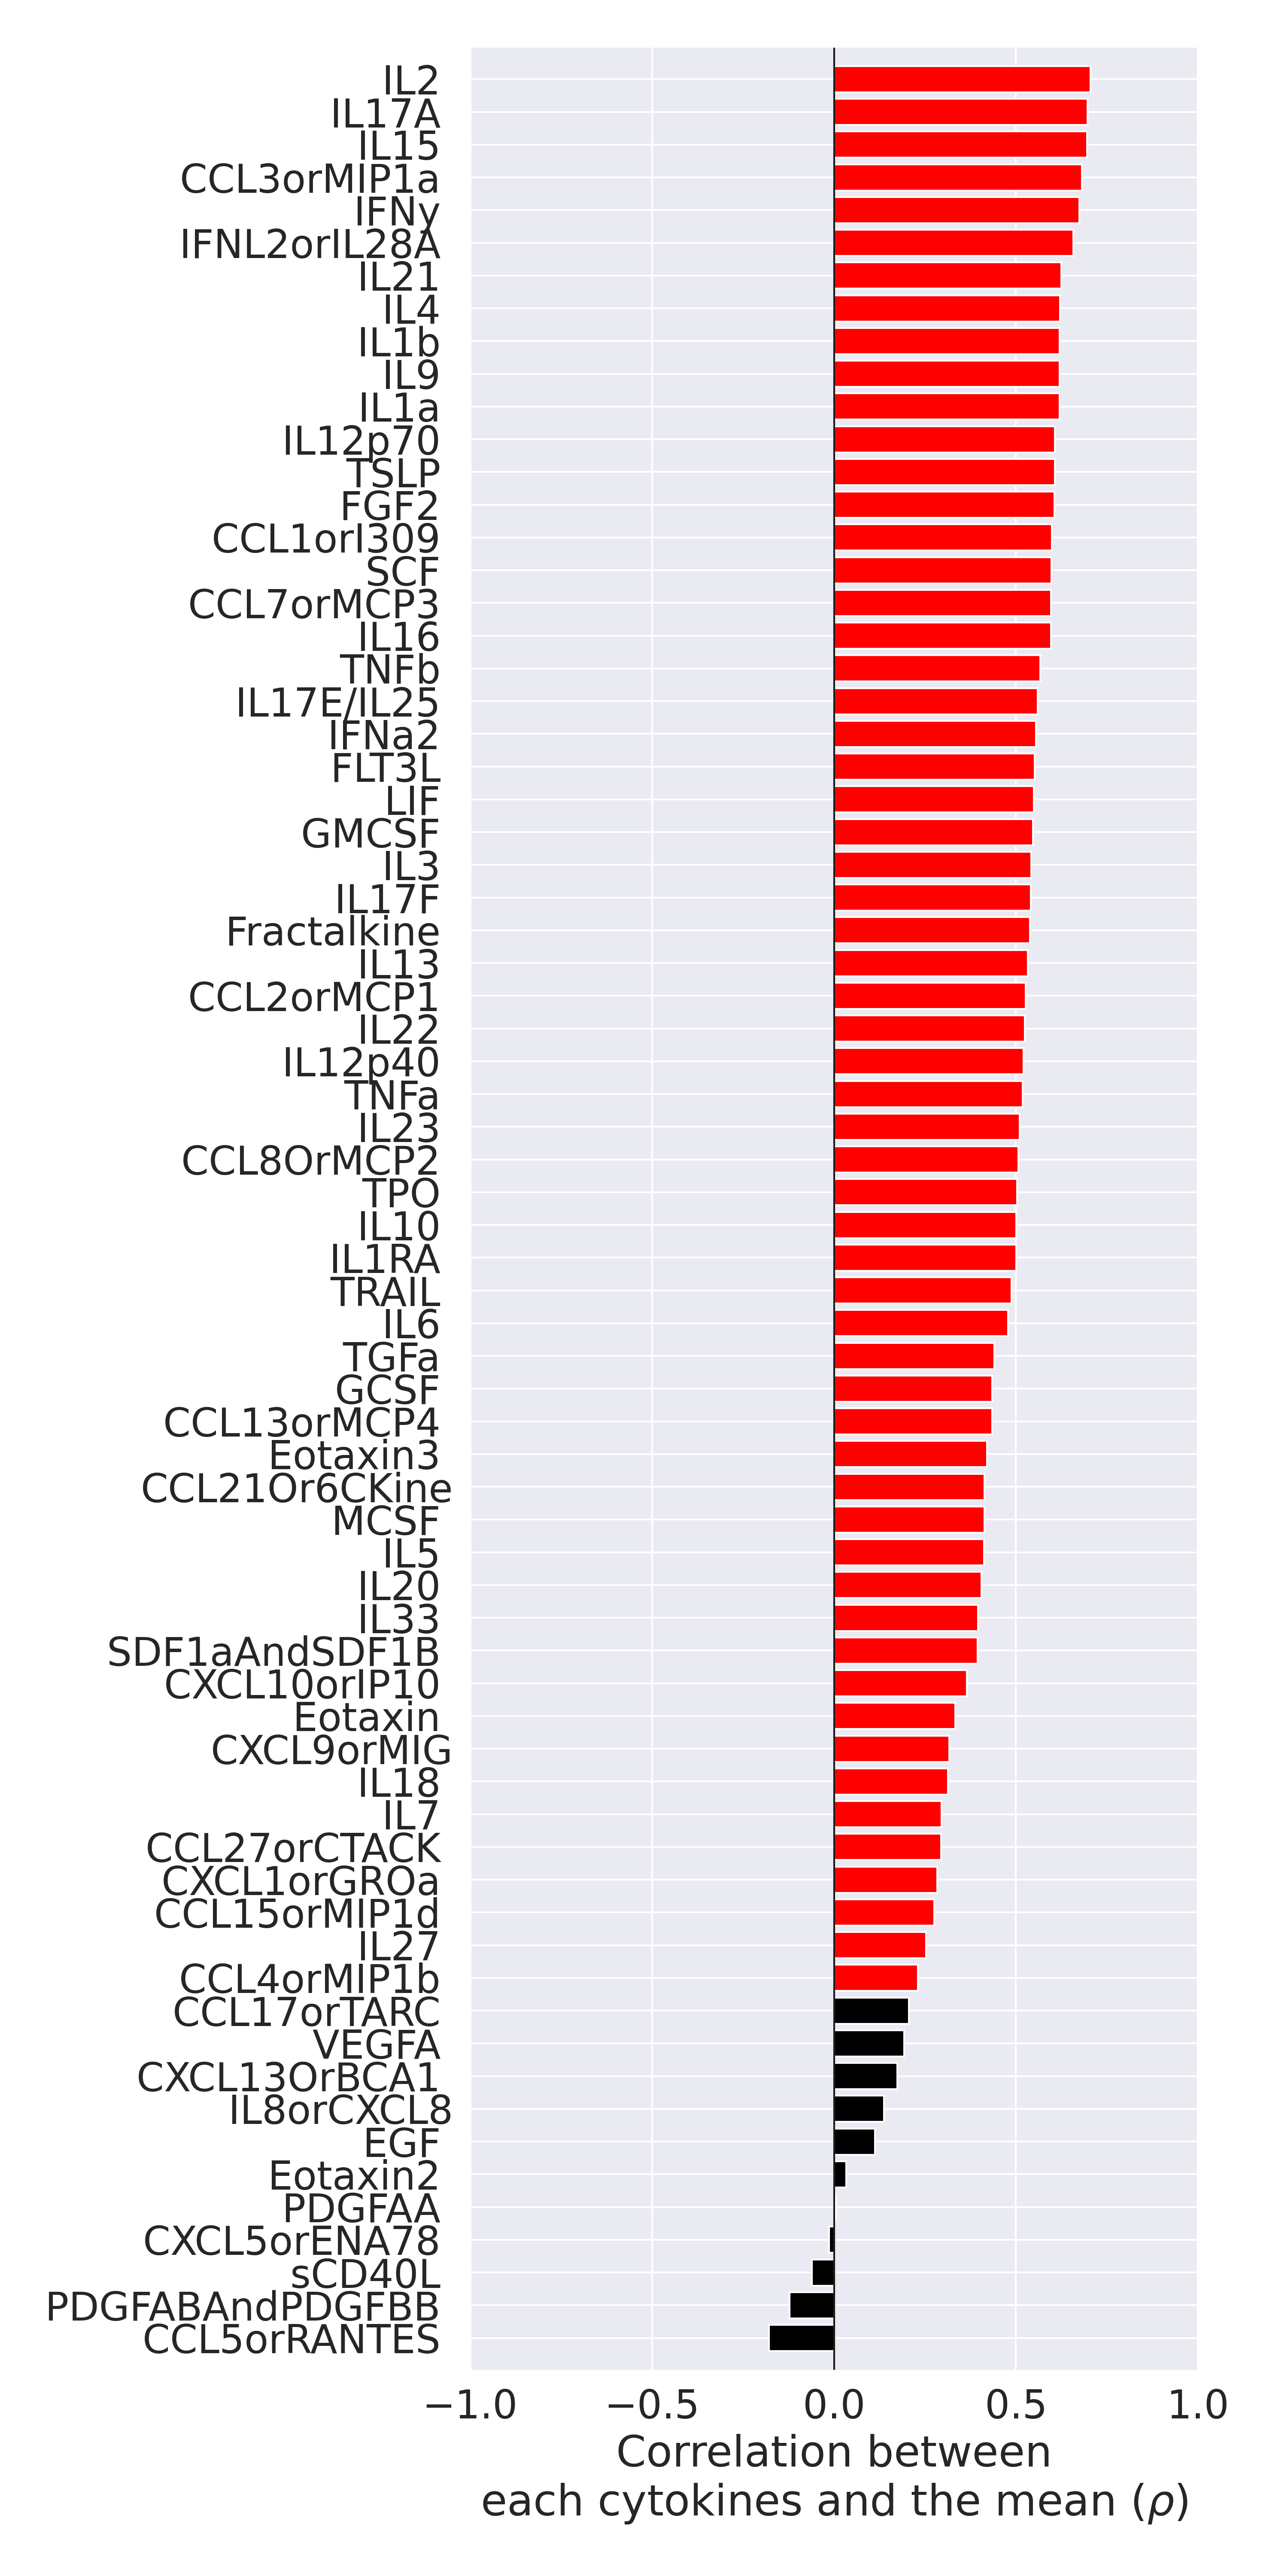 IL2
IL17A
IL15
CCL3orMIP1a
IFNy
IFNL2orIL28A
IL21
IL4
IL1b
IL9
IL1a
IL12p70
TSLP
FGF2
CCL1orI309
SCF
CCL7orMCP3
IL16
TNFb
IL17E/IL25
IFNa2
FLT3L
LIF
GMCSF
IL3
IL17F
Fractalkine
IL13
CCL2orMCP1
IL22
IL12p40
TNFa
IL23
CCL8OrMCP2
TPO
IL10
IL1RA
TRAIL
IL6
TGFa
GCSF
CCL13orMCP4
Eotaxin3
CCL21Or6CKine
MCSF
IL5
IL20
IL33
SDF1aAndSDF1B
CXCL10orIP10
Eotaxin
CXCL9orMIG
IL18
IL7
CCL27orCTACK
CXCL1orGROa
CCL15orMIP1d
IL27
CCL4orMIP1b
CCL17orTARC
VEGFA
CXCL13OrBCA1
IL8orCXCL8
EGF
Eotaxin2
PDGFAA
CXCL5orENA78
sCD40L
PDGFABAndPDGFBB
CCL5orRANTES
−1.0 −0.5 0.0 0.5 1.0
Correlation between
each cytokines and the mean (ρ)